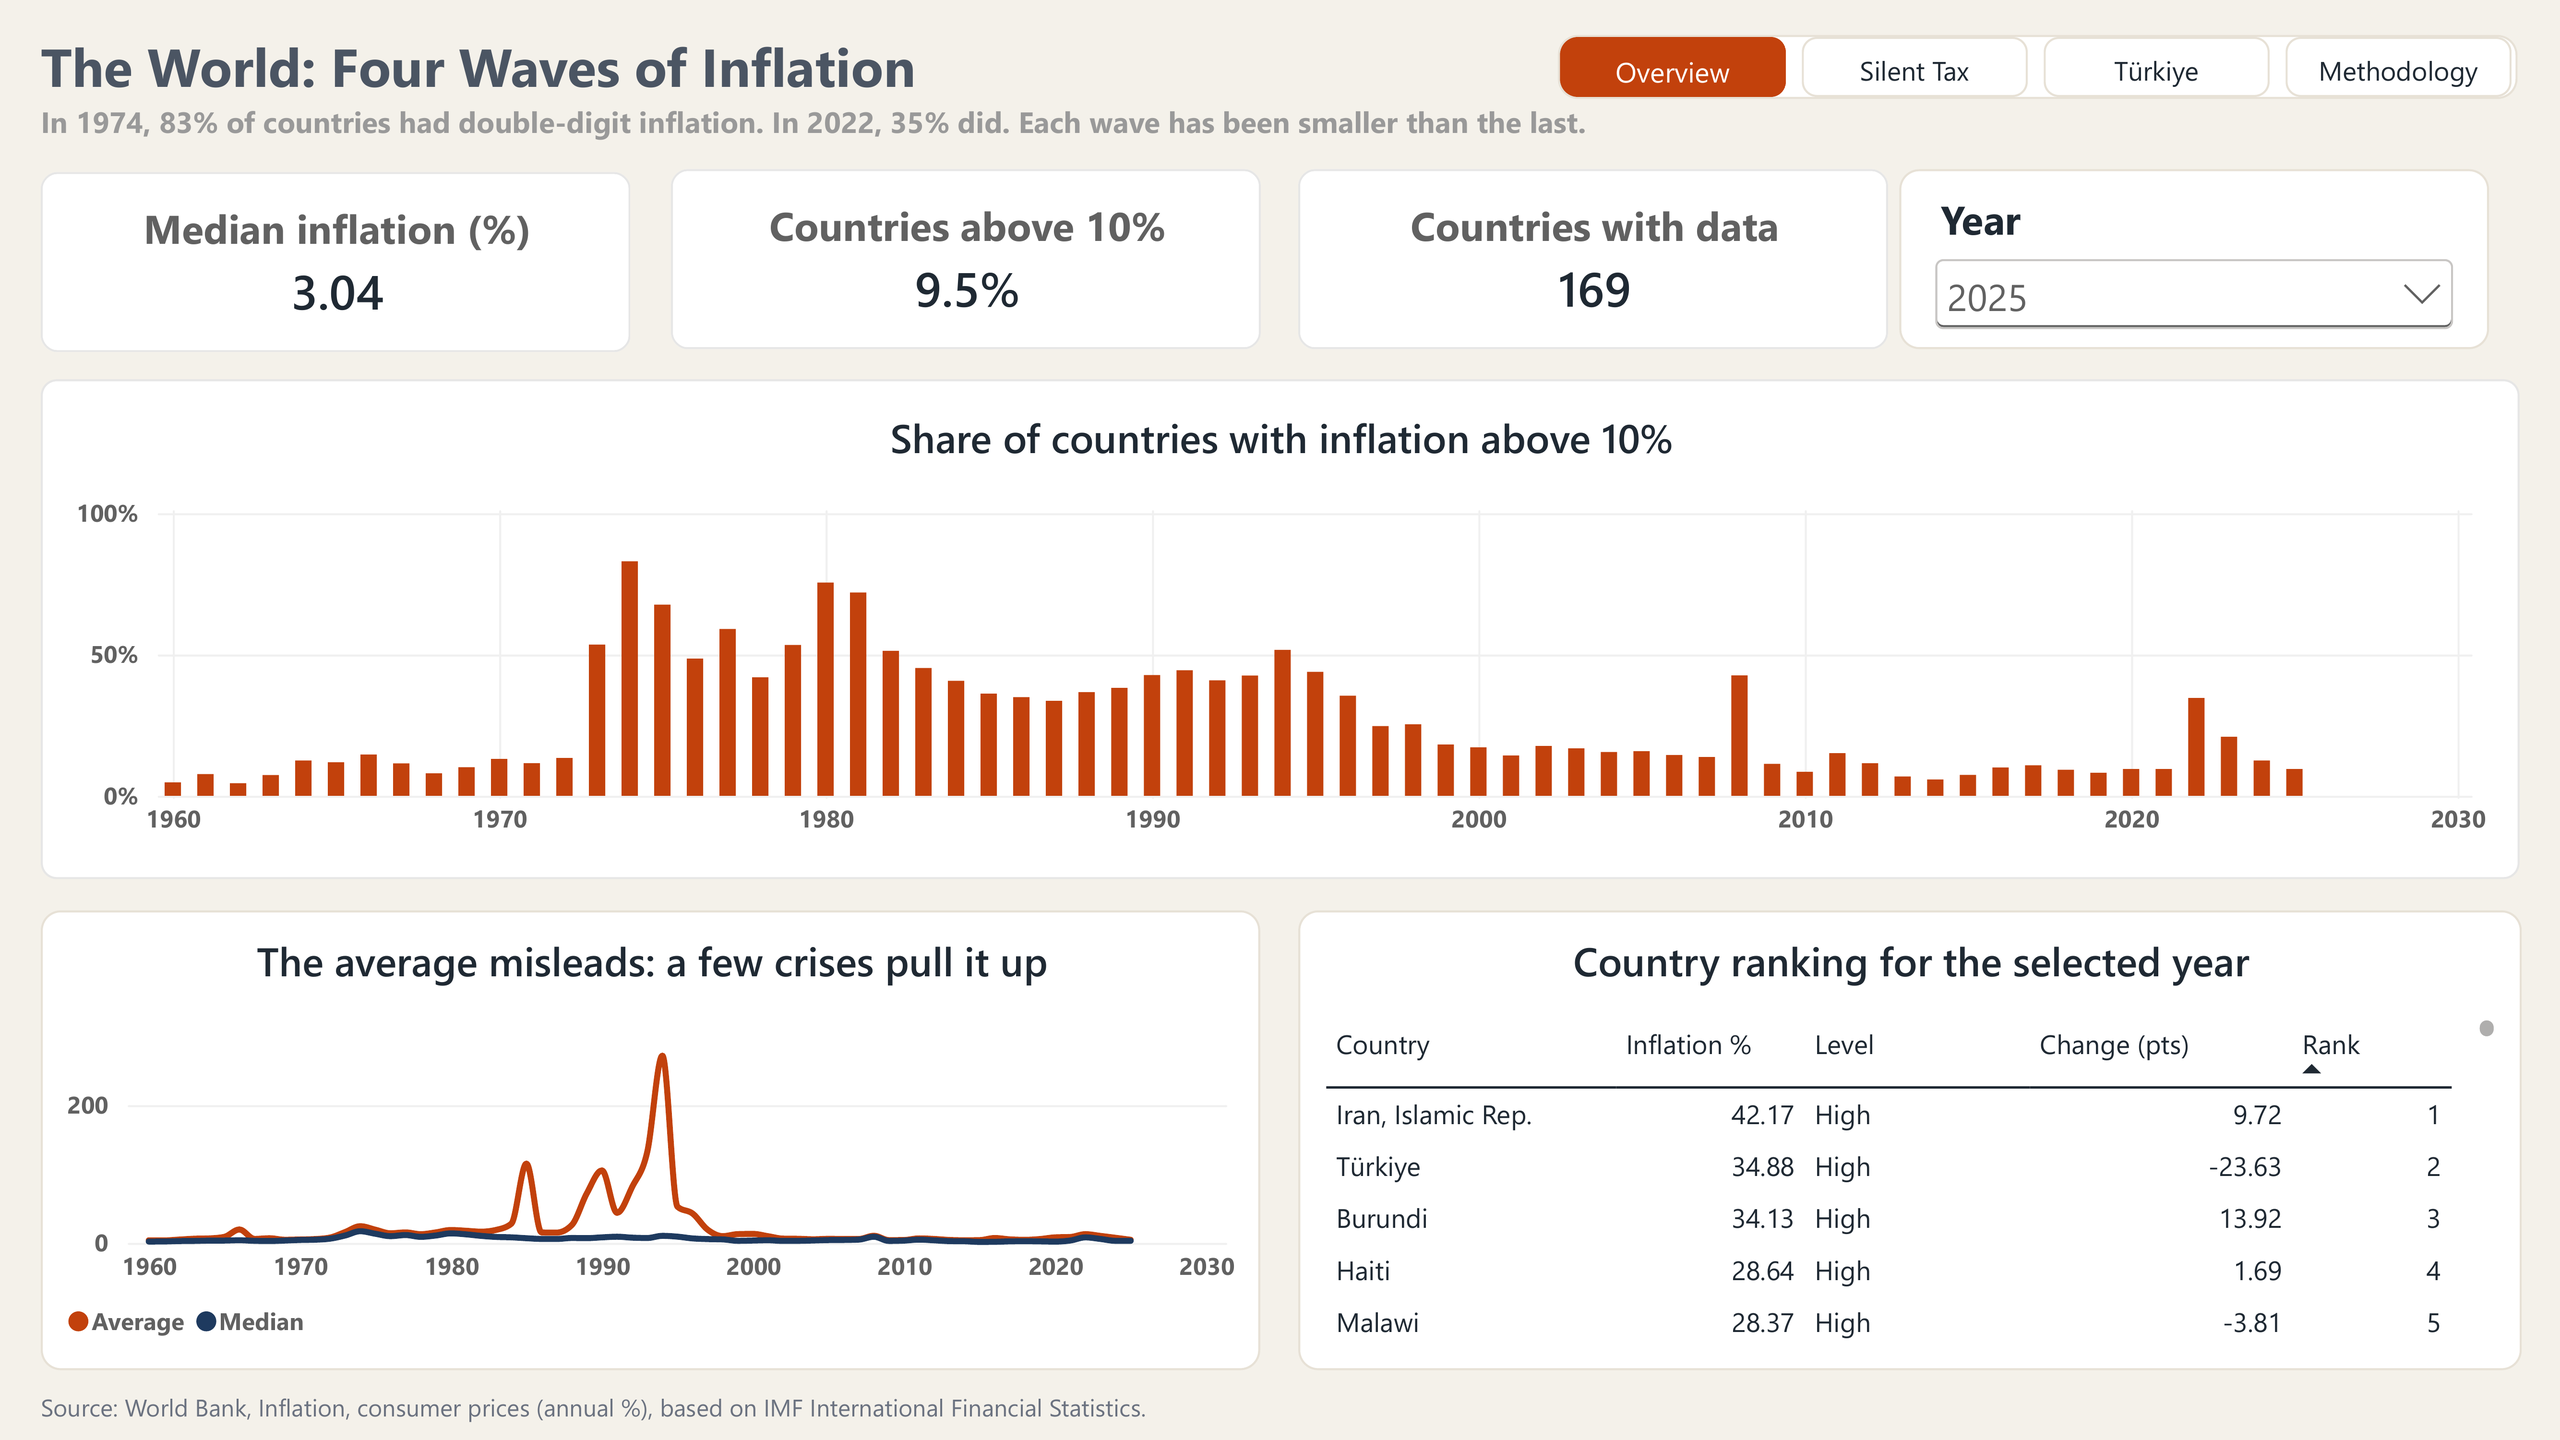 The World: Four Waves of Inflation
Overview
Silent Tax
Türkiye
Methodology
In 1974, 83% of countries had double-digit inflation. In 2022, 35% did. Each wave has been smaller than the last.
Median inflation (%)
3.04
Countries above 10%
9.5%
Countries with data
169
Year
2025
Share of countries with inflation above 10%
100%
50%
0%
1960 1970 1980 1990 2000 2010 2020 2030
The average misleads: a few crises pull it up
200
0
1960 1970 1980 1990 2000 2010 2020 2030
Average Median
Country ranking for the selected year
Country Inflation % Level Change (pts) Rank
Iran, Islamic Rep. 42.17 High 9.72 1
Türkiye 34.88 High -23.63 2
Burundi 34.13 High 13.92 3
Haiti 28.64 High 1.69 4
Malawi 28.37 High -3.81 5
Source: World Bank, Inflation, consumer prices (annual %), based on IMF International Financial Statistics.